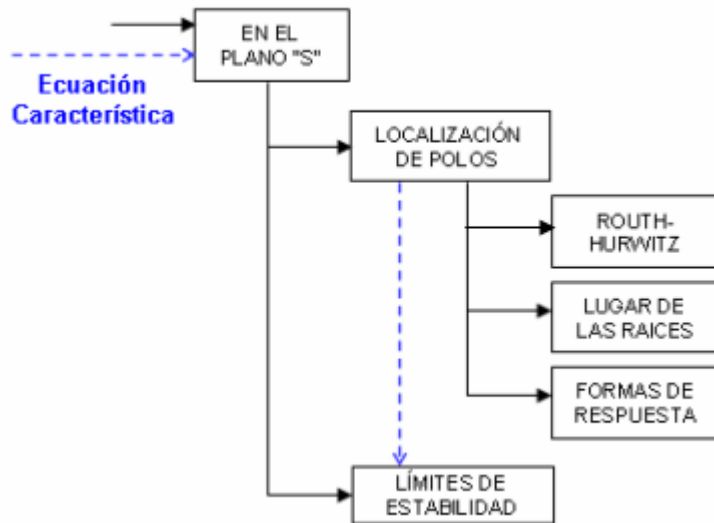 EN EL
PLANO "S"
Ecuación
Característica
LOCALIZACIÓN
DE POLOS
ROUTH-
HURWITZ
LUGAR DE
LAS RAICES
FORMAS DE
RESPUESTA
LÍMITES DE
ESTABILIDAD